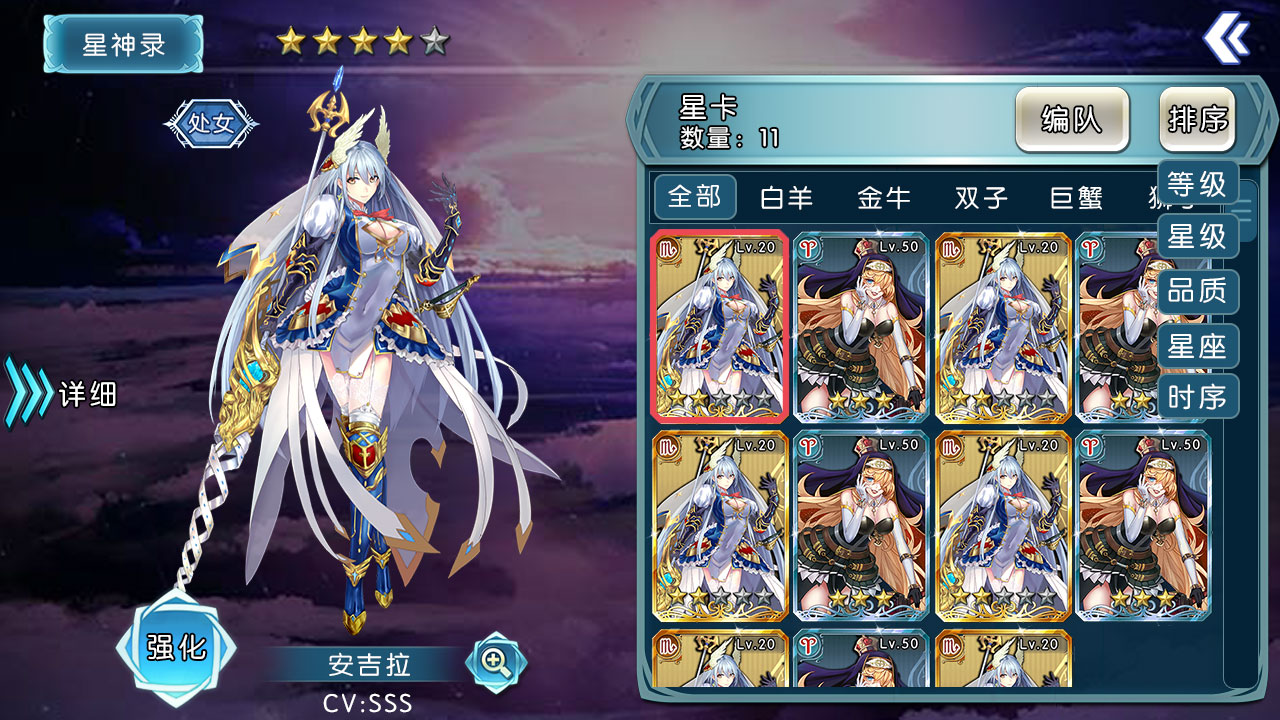 星神录
处女
详细
强化
安吉拉
CV:SSS
星卡
数量：11
编队
排序
等级
星级
品质
星座
时序
全部 白羊 金牛 双子 巨蟹
Lv.20 Lv.50 Lv.20
Lv.20 Lv.50 Lv.20 Lv.50
Lv.20 Lv.50 Lv.20